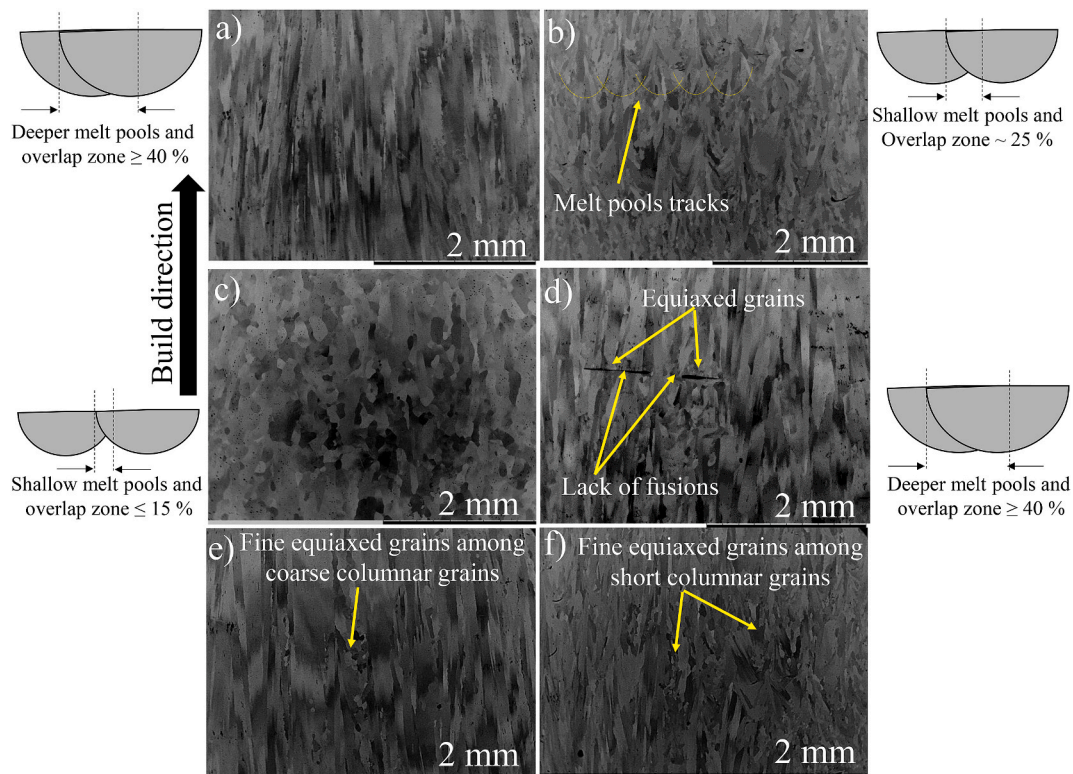 a)
b)
Deeper melt pools and
overlap zone ≥ 40 %
Shallow melt pools and
Overlap zone ~ 25 %
Melt pools tracks
2 mm
2 mm
Build direction
c)
d)
Equiaxed grains
Lack of fusions
Shallow melt pools and
overlap zone ≤ 15 %
Deeper melt pools and
overlap zone ≥40 %
2 mm
2 mm
e)
Fine equiaxed grains among
coarse columnar grains
f)
Fine equiaxed grains among
short columnar grains
2 mm
2 mm